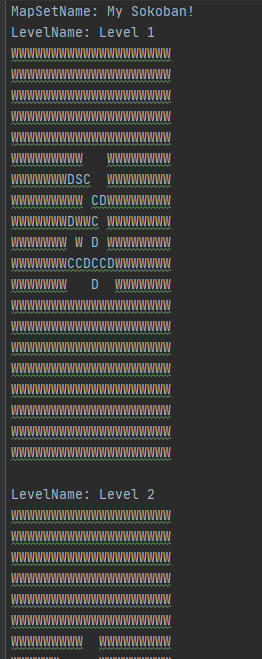 MapSetName: My Sokoban!
LevelName: Level 1
WWWWWWWWWWWWWWWWWWWW
WWWWWWWWWWWWWWWWWWWW
WWWWWWWWWWWWWWWWWWWW
WWWWWWWWWWWWWWWWWWWW
WWWWWWWWWWWWWWWWWWWW
WWWWWWWWW   WWWWWWWW
WWWWWWWDSC  WWWWWWWW
WWWWWWWWW CDWWWWWWWW
WWWWWWWDWWC WWWWWWWW
WWWWWWW W D WWWWWWWW
WWWWWWWCCDCCDWWWWWWW
WWWWWWW   D  WWWWWWW
WWWWWWWWWWWWWWWWWWWW
WWWWWWWWWWWWWWWWWWWW
WWWWWWWWWWWWWWWWWWWW
WWWWWWWWWWWWWWWWWWWW
WWWWWWWWWWWWWWWWWWWW
WWWWWWWWWWWWWWWWWWWW
WWWWWWWWWWWWWWWWWWWW
WWWWWWWWWWWWWWWWWWWW
LevelName: Level 2
WWWWWWWWWWWWWWWWWWWW
WWWWWWWWWWWWWWWWWWWW
WWWWWWWWWWWWWWWWWWWW
WWWWWWWWWWWWWWWWWWWW
WWWWWWWWWWWWWWWWWWWW
WWWWWWWWWWWWWWWWWWWW
WWWWWWWWW  WWWWWWWWW